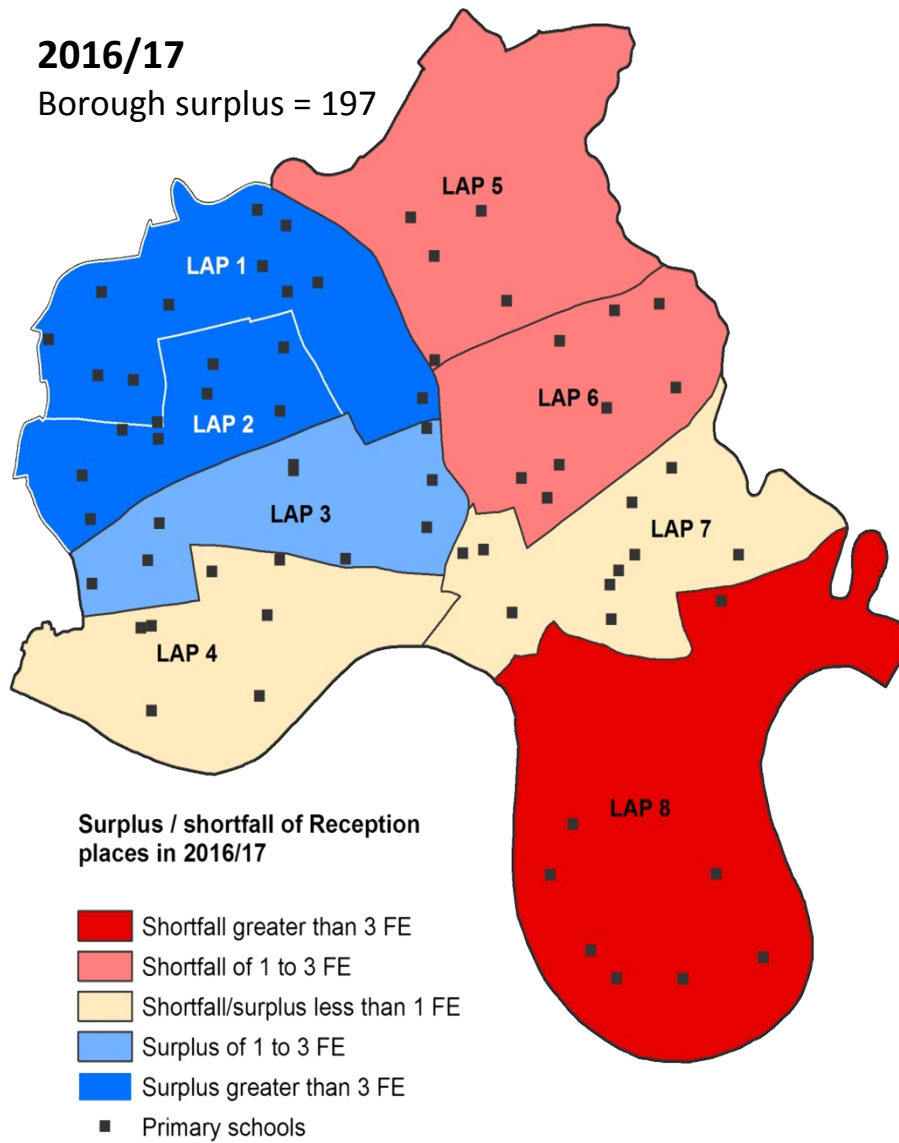 2016/17
Borough surplus = 197
LAP 5
LAP 1
LAP 6
LAP 2
LAP 3
LAP 7
LAP 4
LAP 8
Surplus / shortfall of Reception
places in 2016/17
Shortfall greater than 3 FE
Shortfall of 1 to 3 FE
Shortfall/surplus less than 1 FE
Surplus of 1 to 3 FE
Surplus greater than 3 FE
Primary schools